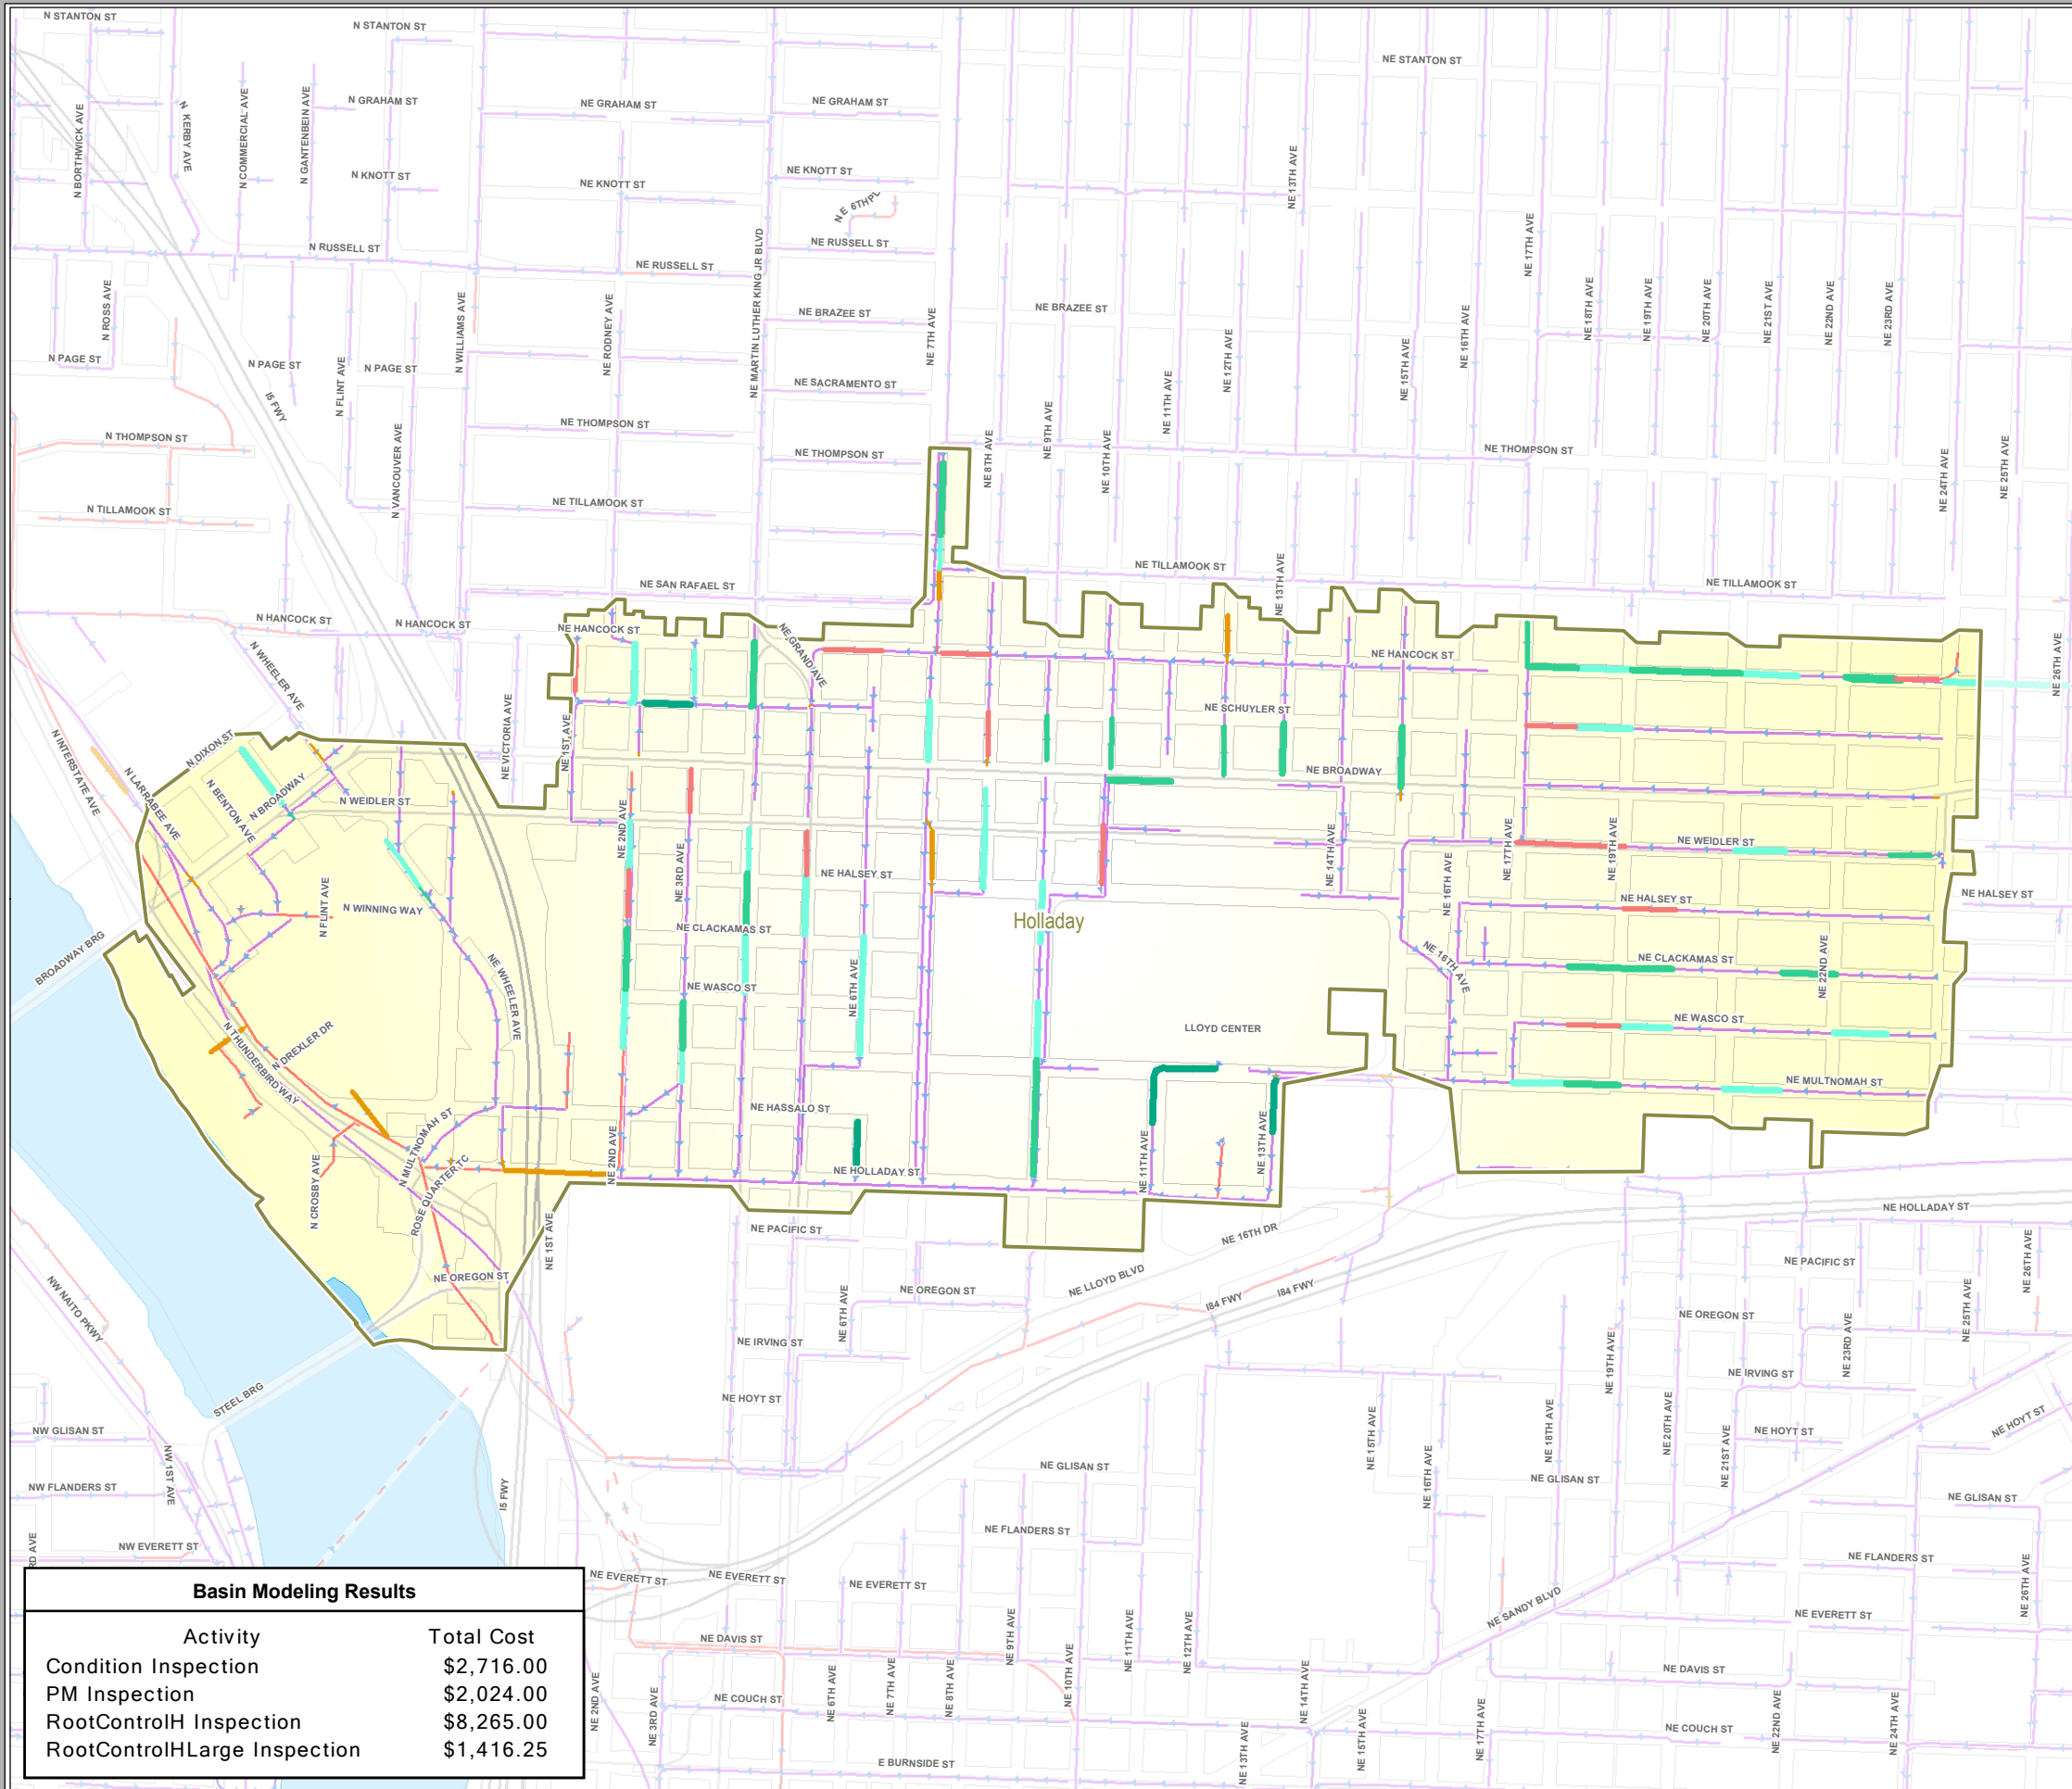 N STANTON ST
N STANTON ST
NE STANTON ST
N BORTHWICK AVE
N KERBY AVE
N COMMERCIAL AVE
N GANTENBEIN AVE
N GRAHAM ST
NE GRAHAM ST
NE GRAHAM ST
N KNOTT ST
NE KNOTT ST
NE KNOTT ST
NE 6TH PL
NE 13TH AVE
N RUSSELL ST
NE RUSSELL ST
NE RUSSELL ST
NE MARTIN LUTHER KING JR BLVD
NE 17TH AVE
N ROSS AVE
N FLINT AVE
N WILLIAMS AVE
NE RODNEY AVE
NE BRAZEE ST
NE BRAZEE ST
NE 7TH AVE
NE 12TH AVE
NE 15TH AVE
NE 16TH AVE
NE 18TH AVE
NE 19TH AVE
NE 20TH AVE
NE 21ST AVE
NE 22ND AVE
NE 23RD AVE
N PAGE ST
N PAGE ST
N PAGE ST
I5 FWY
NE SACRAMENTO ST
NE 11TH AVE
N THOMPSON ST
N VANCOUVER AVE
NE THOMPSON ST
NE THOMPSON ST
NE 8TH AVE
NE 9TH AVE
NE 10TH AVE
NE THOMPSON ST
NE 24TH AVE
NE 25TH AVE
N TILLAMOOK ST
NE TILLAMOOK ST
NE TILLAMOOK ST
NE TILLAMOOK ST
NE SAN RAFAEL ST
NE 13TH AVE
N HANCOCK ST
N HANCOCK ST
NE HANCOCK ST
NE GRAND AVE
NE HANCOCK ST
NE 26TH AVE
N WHEELER AVE
N INTERSTATE AVE
N DIXON ST
NE VICTORIA AVE
NE 1ST AVE
NE SCHUYLER ST
N LARRABEE AVE
N BENTON AVE
N BROADWAY
N WEIDLER ST
NE BROADWAY
NE 2ND AVE
NE 3RD AVE
NE HALSEY ST
NE 14TH AVE
NE 16TH AVE
NE 17TH AVE
NE 19TH AVE
NE WEIDLER ST
NE HALSEY ST
NE HALSEY ST
N FLINT AVE
N WINNING WAY
Holladay
NE CLACKAMAS ST
NE 16TH AVE
NE CLACKAMAS ST
NE 22ND AVE
BROADWAY BRG
NE WHEELER AVE
NE WASCO ST
NE 6TH AVE
NE WASCO ST
N THUNDERBIRD WAY
N DREXLER DR
LLOYD CENTER
NE MULTNOMAH ST
NE HASSALO ST
N MULTNOMAH ST
N CROSBY AVE
ROSE QUARTER TC
NE 2ND AVE
NE HOLLADAY ST
NE 11TH AVE
NE 13TH AVE
NE 1ST AVE
NE PACIFIC ST
NE 16TH DR
NE HOLLADAY ST
NE PACIFIC ST
NE 26TH AVE
NE OREGON ST
NE OREGON ST
NE LLOYD BLVD
I84 FWY
I84 FWY
NE OREGON ST
NE 6TH AVE
NE 25TH AVE
NW NAITO PKWY
NE IRVING ST
NE 19TH AVE
NE 23RD AVE
NE IRVING ST
STEEL BRG
NE HOYT ST
NE 15TH AVE
NE 16TH AVE
NE 18TH AVE
NE 20TH AVE
NE 21ST AVE
NE HOYT ST
NE HOYT ST
NW GLISAN ST
NW 1ST AVE
NE GLISAN ST
NE GLISAN ST
NE GLISAN ST
NW FLANDERS ST
I5 FWY
NE FLANDERS ST
NW EVERETT ST
RD AVE
NE EVERETT ST
NE EVERETT ST
NE EVERETT ST
NE FLANDERS ST
NE SANDY BLVD
NE 26TH AVE
NE EVERETT ST
NE DAVIS ST
NE 9TH AVE
NE 11TH AVE
NE 12TH AVE
NE DAVIS ST
NE 2ND AVE
NE 3RD AVE
NE COUCH ST
NE 6TH AVE
NE 7TH AVE
NE 8TH AVE
NE 10TH AVE
NE 13TH AVE
NE 14TH AVE
NE 15TH AVE
NE 17TH AVE
NE COUCH ST
NE 22ND AVE
NE 24TH AVE
E BURNSIDE ST
Basin Modeling Results
Activity Total Cost
Condition Inspection $2,716.00
PM Inspection $2,024.00
RootControlH Inspection $8,265.00
RootControlHLarge Inspection $1,416.25